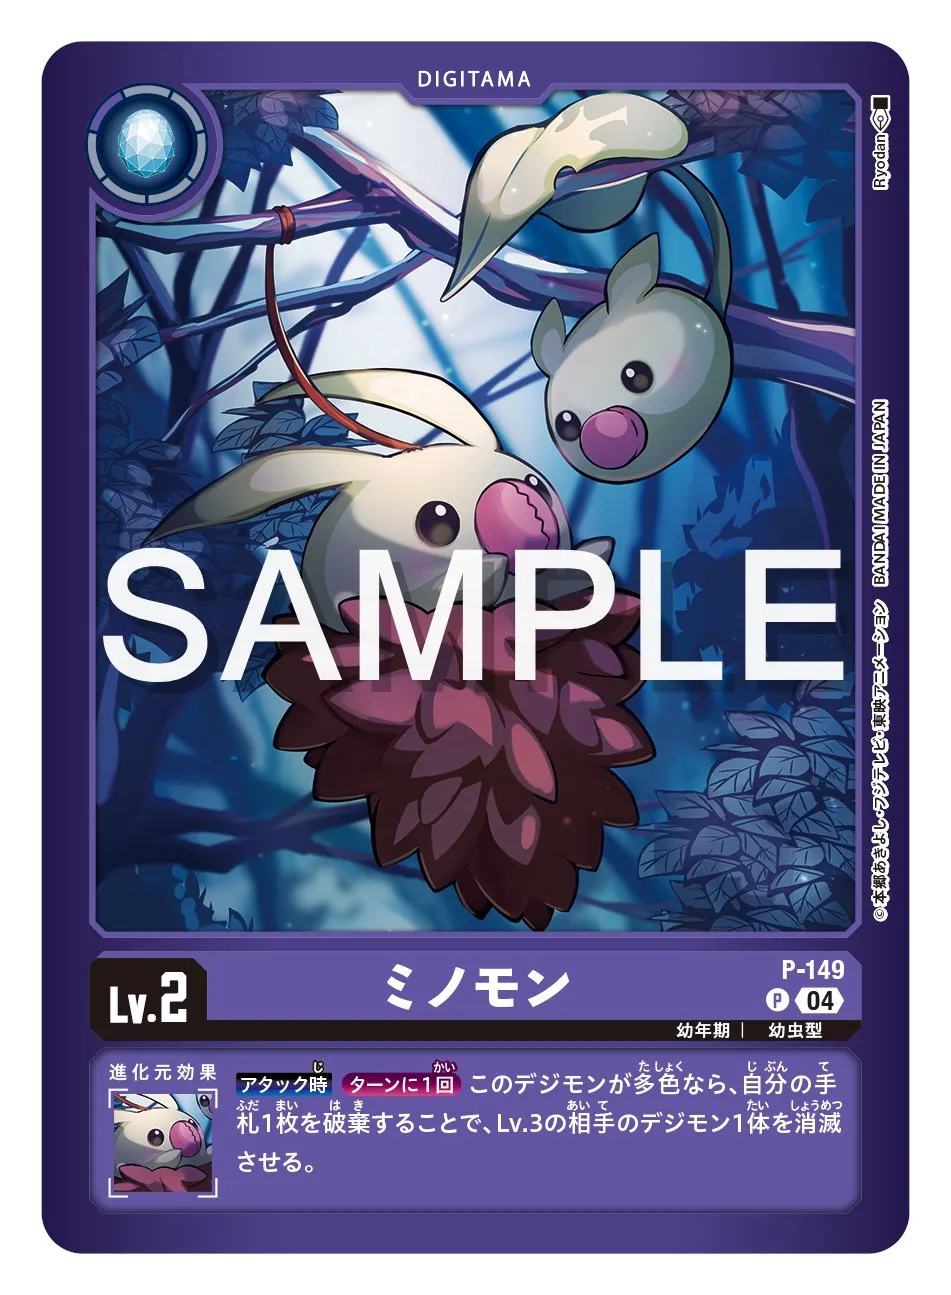 DIGITAMA
Ryodan
BANDAI MADE IN JAPAN
©本郷あきよし・フジテレビ・東映アニメーション
SAMPLE
Lv.2
ミノモン
P-149
P 04
幼年期 | 幼虫型
進化元効果
アタック時 ターンに1回 このデジモンが多色なら、自分の手
札1枚を破棄することで、Lv.3の相手のデジモン1体を消滅
させる。